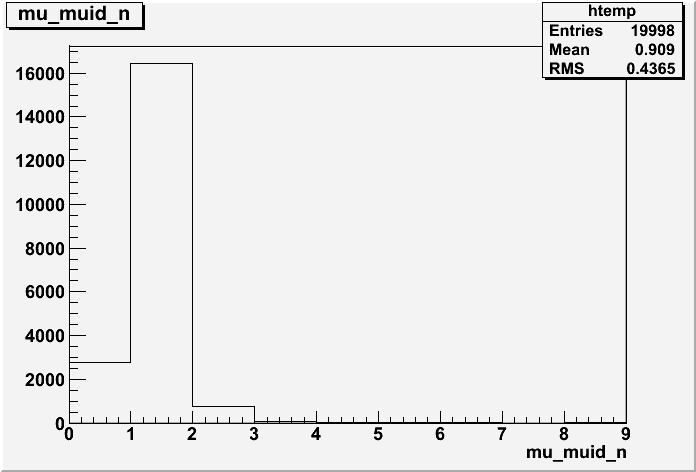 mu_muid_n
htemp
Entries 19998
Mean 0.909
RMS 0.4365
16000
14000
12000
10000
8000
6000
4000
2000
0
0 1 2 3 4 5 6 7 8 9
mu_muid_n